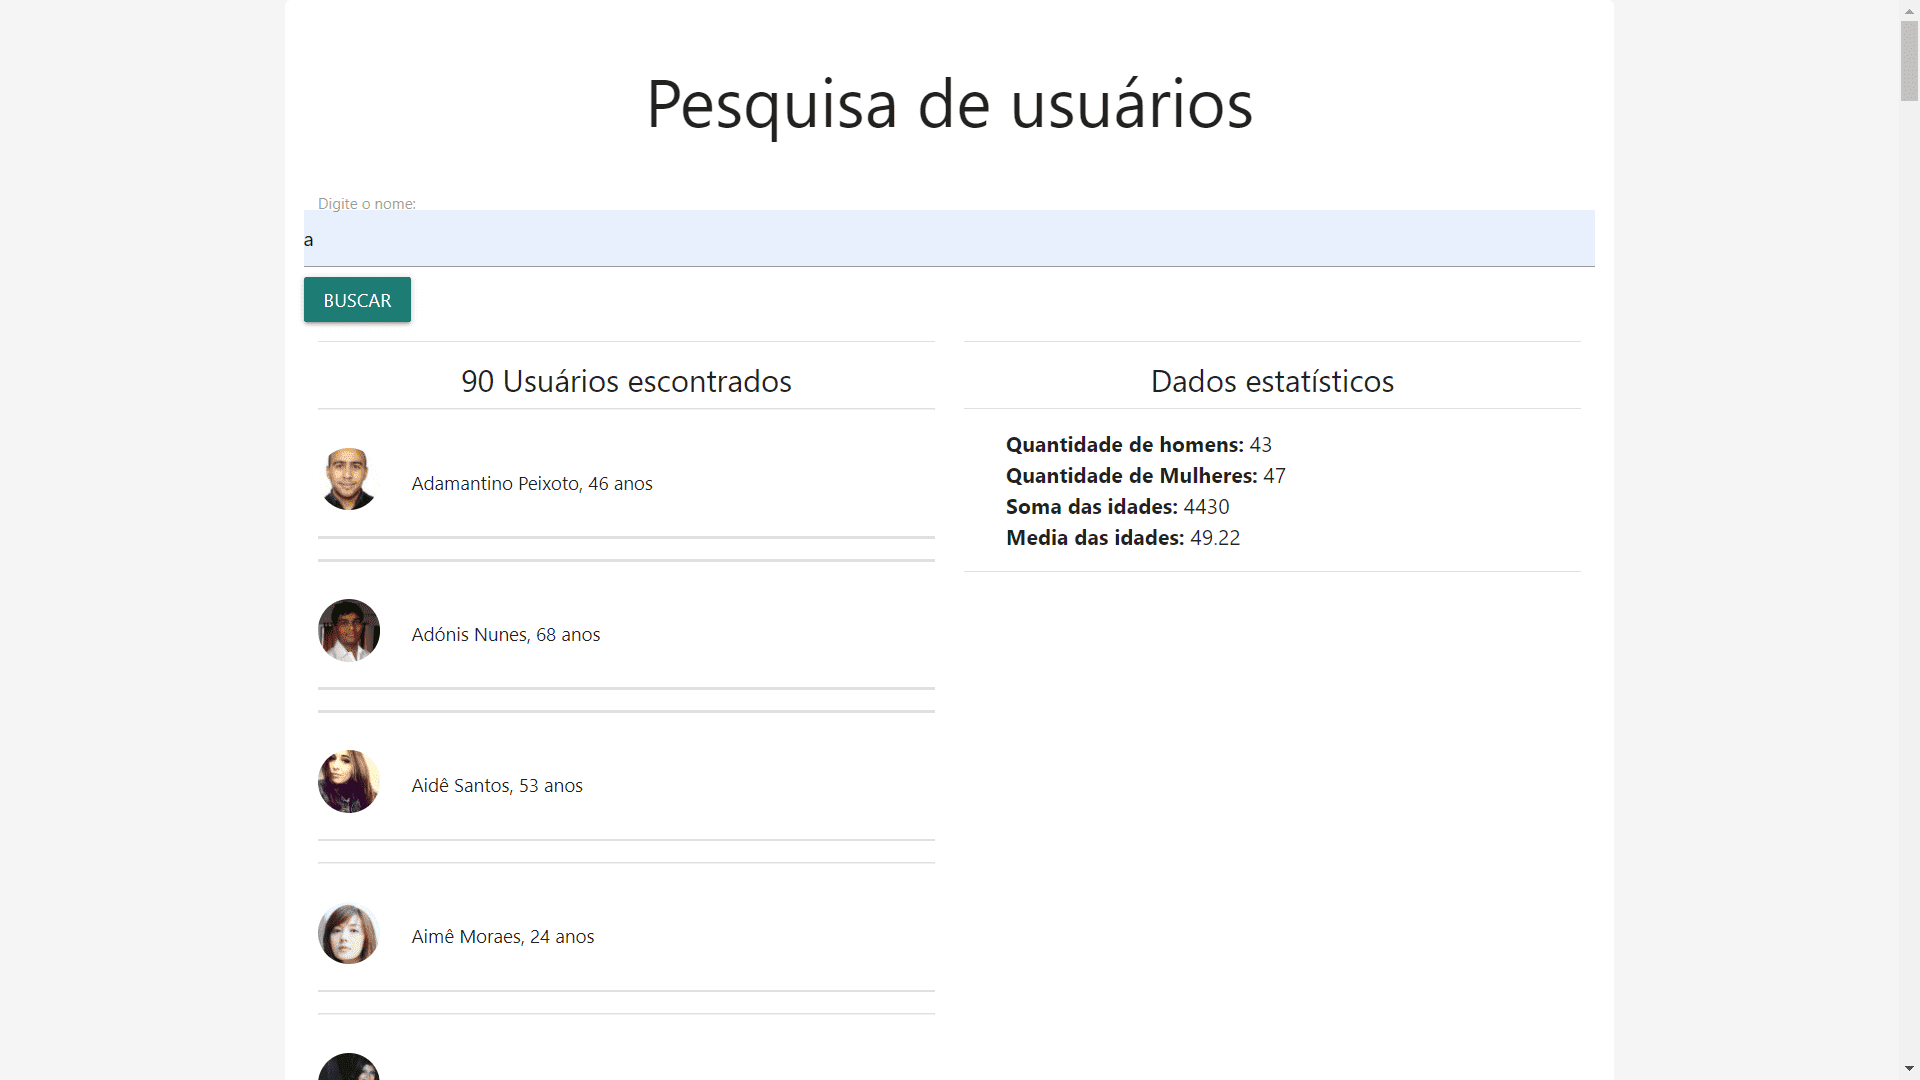 Pesquisa de usuários
Digite o nome:
a
BUSCAR
90 Usuários escontrados
Adamantino Peixoto, 46 anos
Adónis Nunes, 68 anos
Aidê Santos, 53 anos
Aimê Moraes, 24 anos
Dados estatísticos
Quantidade de homens: 43
Quantidade de Mulheres: 47
Soma das idades: 4430
Media das idades: 49.22